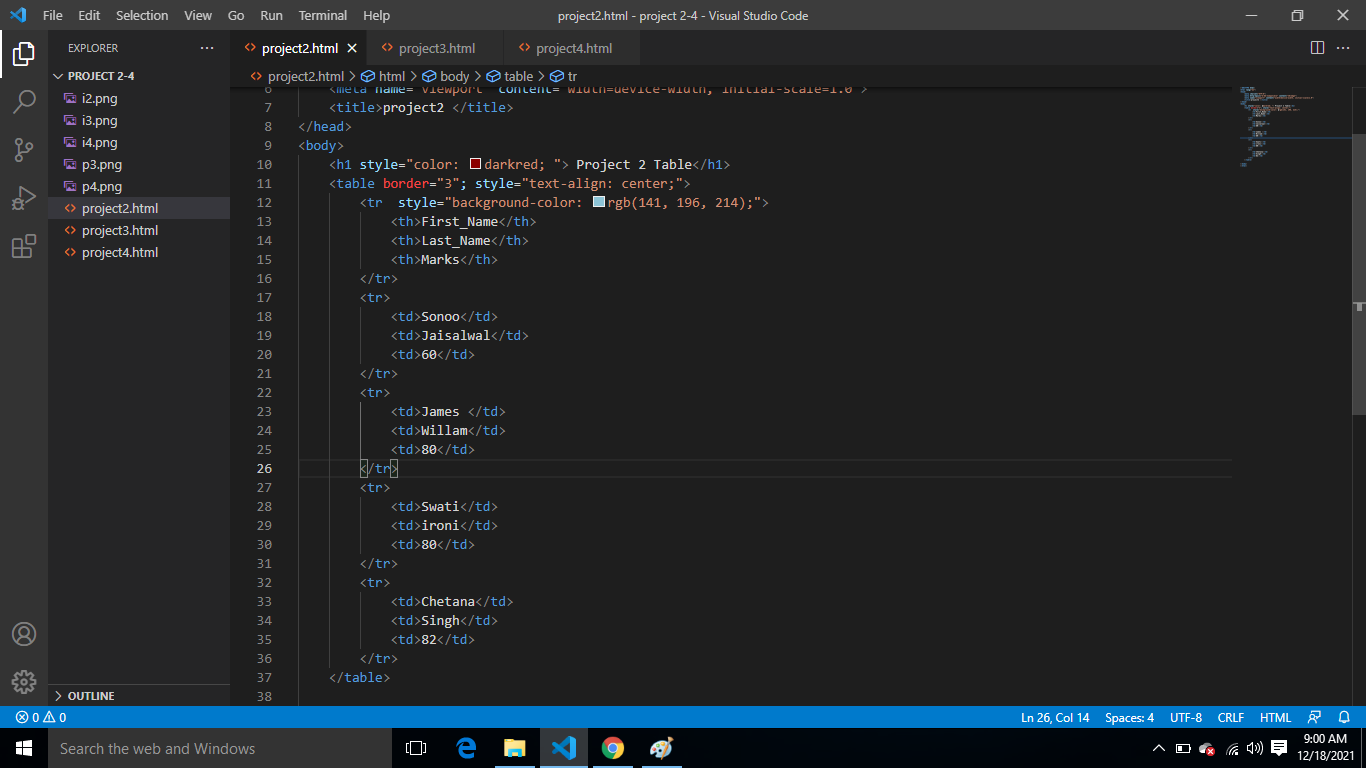 File Edit Selection View Go Run Terminal Help
project2.html - project 2-4 - Visual Studio Code
EXPLORER
PROJECT 2-4
i2.png
i3.png
i4.png
p3.png
p4.png
project2.html
project3.html
project4.html
OUTLINE
project2.html project3.html project4.html
project2.html > html > body > table > tr
6 <meta name="viewport" content="width=device-width, initial-scale=1.0">
7 <title>project2 </title>
8 </head>
9 <body>
10 <h1 style="color: darkred; "> Project 2 Table</h1>
11 <table border="3"; style="text-align: center;">
12 <tr  style="background-color: rgb(141, 196, 214);">
13 <th>First_Name</th>
14 <th>Last_Name</th>
15 <th>Marks</th>
16 </tr>
17 <tr>
18 <td>Sonoo</td>
19 <td>Jaisalwal</td>
20 <td>60</td>
21 </tr>
22 <tr>
23 <td>James </td>
24 <td>Willam</td>
25 <td>80</td>
26 </tr>
27 <tr>
28 <td>Swati</td>
29 <td>ironi</td>
30 <td>80</td>
31 </tr>
32 <tr>
33 <td>Chetana</td>
34 <td>Singh</td>
35 <td>82</td>
36 </tr>
37 </table>
38
0 0
Ln 26, Col 14 Spaces: 4 UTF-8 CRLF HTML
Search the web and Windows
9:00 AM
12/18/2021